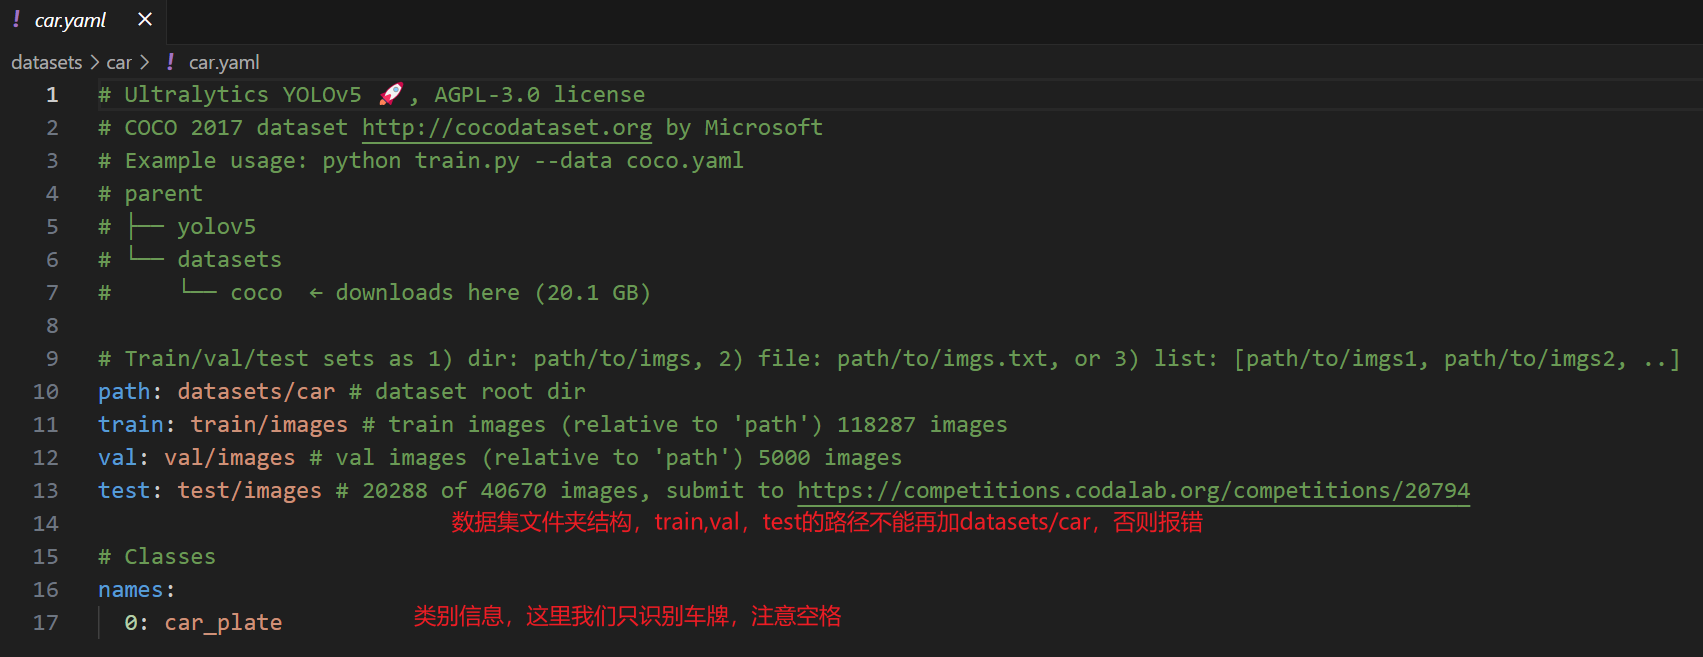 ! car.yaml ×
datasets > car > ! car.yaml
1 # Ultralytics YOLOv5 🚀, AGPL-3.0 license
2 # COCO 2017 dataset http://cocodataset.org by Microsoft
3 # Example usage: python train.py --data coco.yaml
4 # parent
5 # ├── yolov5
6 # └── datasets
7 #     └── coco  ← downloads here (20.1 GB)
8
9 # Train/val/test sets as 1) dir: path/to/imgs, 2) file: path/to/imgs.txt, or 3) list: [path/to/imgs1, path/to/imgs2, ..]
10 path: datasets/car # dataset root dir
11 train: train/images # train images (relative to 'path') 118287 images
12 val: val/images # val images (relative to 'path') 5000 images
13 test: test/images # 20288 of 40670 images, submit to https://competitions.codalab.org/competitions/20794
14 数据集文件夹结构，train,val，test的路径不能再加datasets/car，否则报错
15 # Classes
16 names:
17   0: car_plate 类别信息，这里我们只识别车牌，注意空格